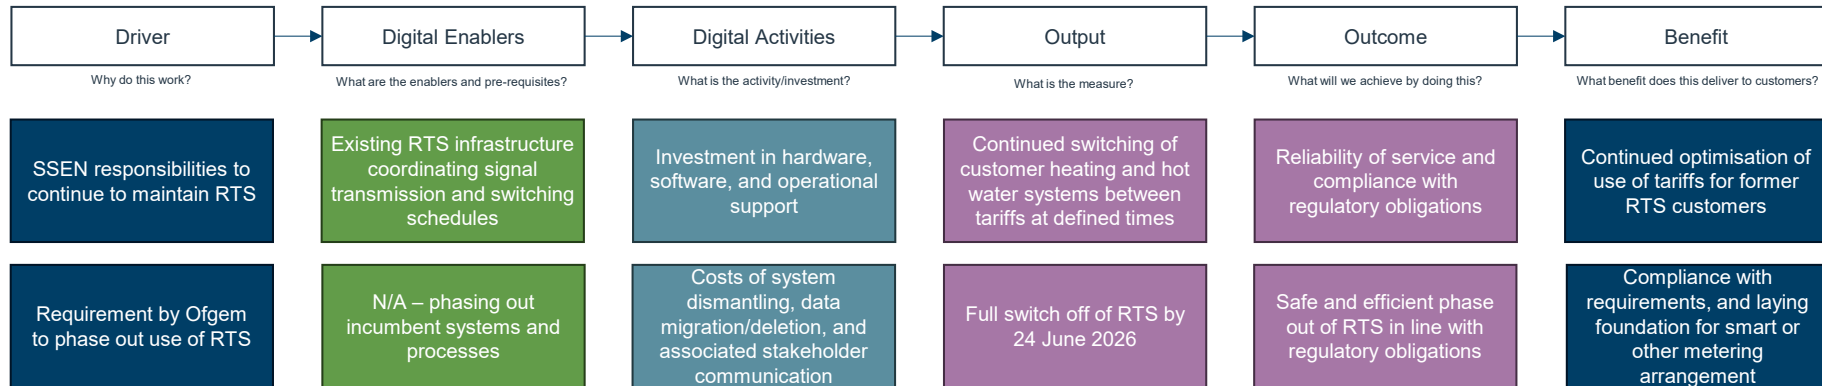 Driver
Digital Enablers
Digital Activities
Output
Outcome
Benefit
Why do this work?
What are the enablers and pre-requisites?
What is the activity/investment?
What is the measure?
What will we achieve by doing this?
What benefit does this deliver to customers?
SSEN responsibilities to
continue to maintain RTS
Existing RTS infrastructure
coordinating signal
transmission and switching
schedules
Investment in hardware,
software, and operational
support
Continued switching of
customer heating and hot
water systems between
tariffs at defined times
Reliability of service and
compliance with
regulatory obligations
Continued optimisation of
use of tariffs for former
RTS customers
Requirement by Ofgem
to phase out use of RTS
N/A – phasing out
incumbent systems and
processes
Costs of system
dismantling, data
migration/deletion, and
associated stakeholder
communication
Full switch off of RTS by
24 June 2026
Safe and efficient phase
out of RTS in line with
regulatory obligations
Compliance with
requirements, and laying
foundation for smart or
other metering
arrangement